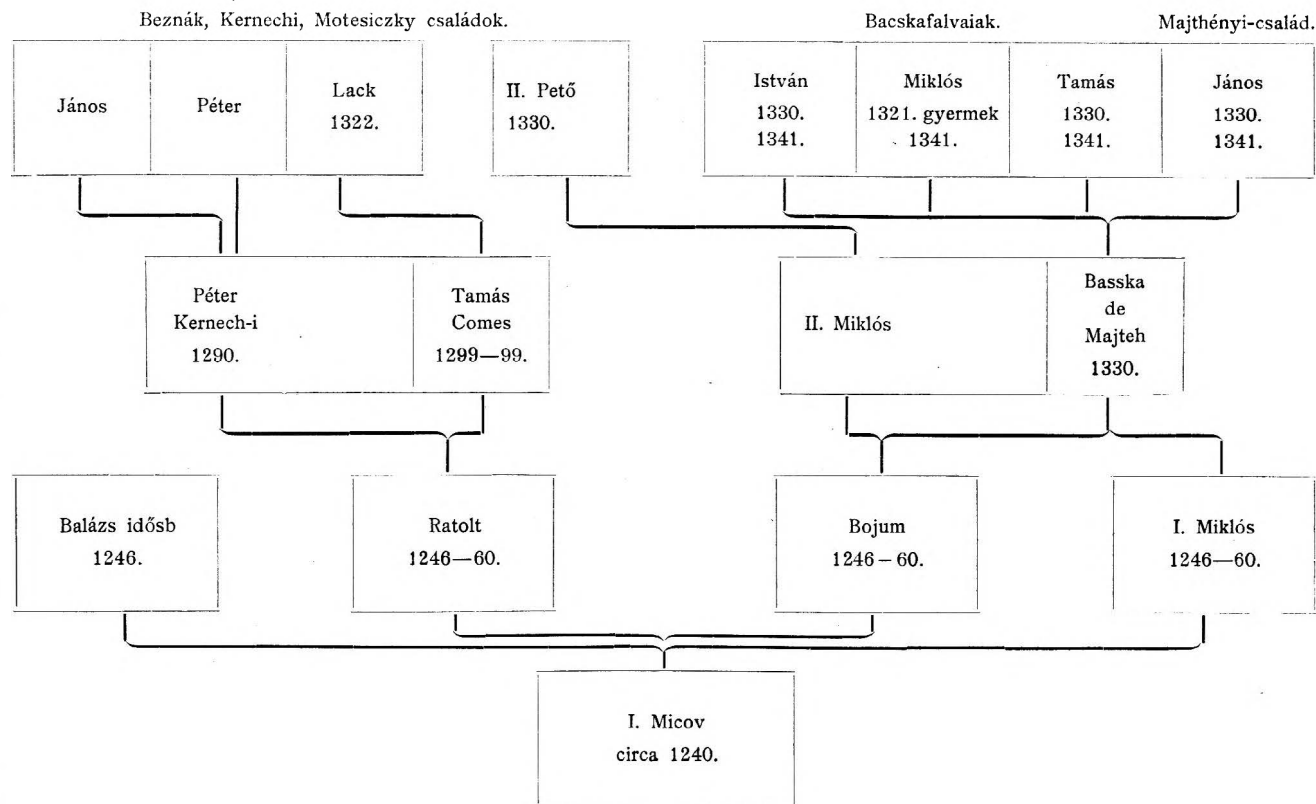 Beznák, Kernechi, Motesiczky családok.
Bacskafalvaiak.
Majthényi-család.
János
Péter
Lack
1322.
II. Pető
1330.
István
1330.
1341.
Miklós
1321. gyermek
1341.
Tamás
1330.
1341.
János
1330.
1341.
Péter
Kernech-i
1290.
Tamás
Comes
1299—99.
II. Miklós
Basska
de
Majteh
1330.
Balázs idősb
1246.
Ratolt
1246—60.
Bojum
1246–60.
I. Miklós
1246—60.
I. Micov
circa 1240.